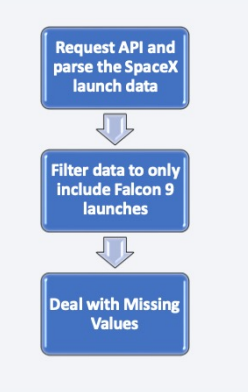 Request API and
parse the SpaceX
launch data
Filter data to only
include Falcon 9
launches
Deal with Missing
Values